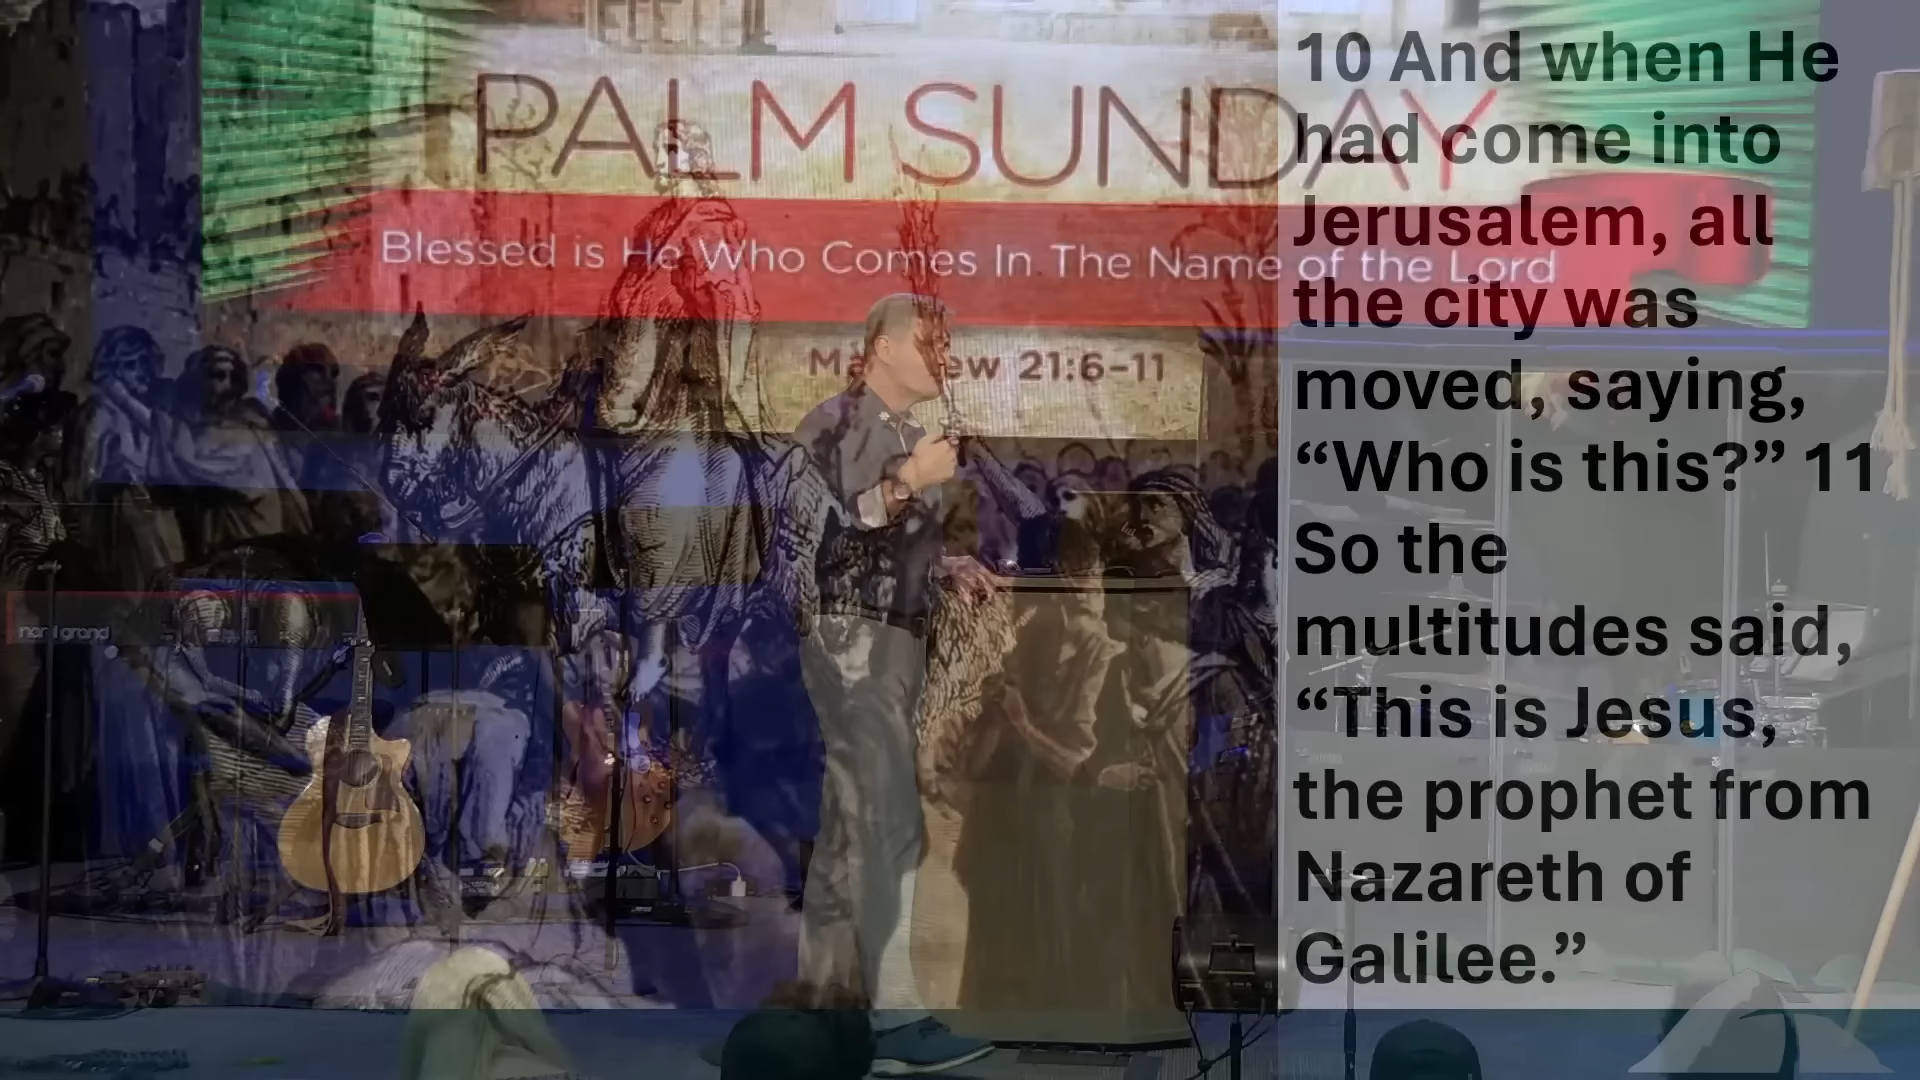 PALM SUNDAY
Blessed is He Who Comes In The Name of the Lord
Matthew 21:6-11
10 And when He
had come into
Jerusalem, all
the city was
moved, saying,
“Who is this?” 11
So the
multitudes said,
“This is Jesus,
the prophet from
Nazareth of
Galilee.”
nord grand